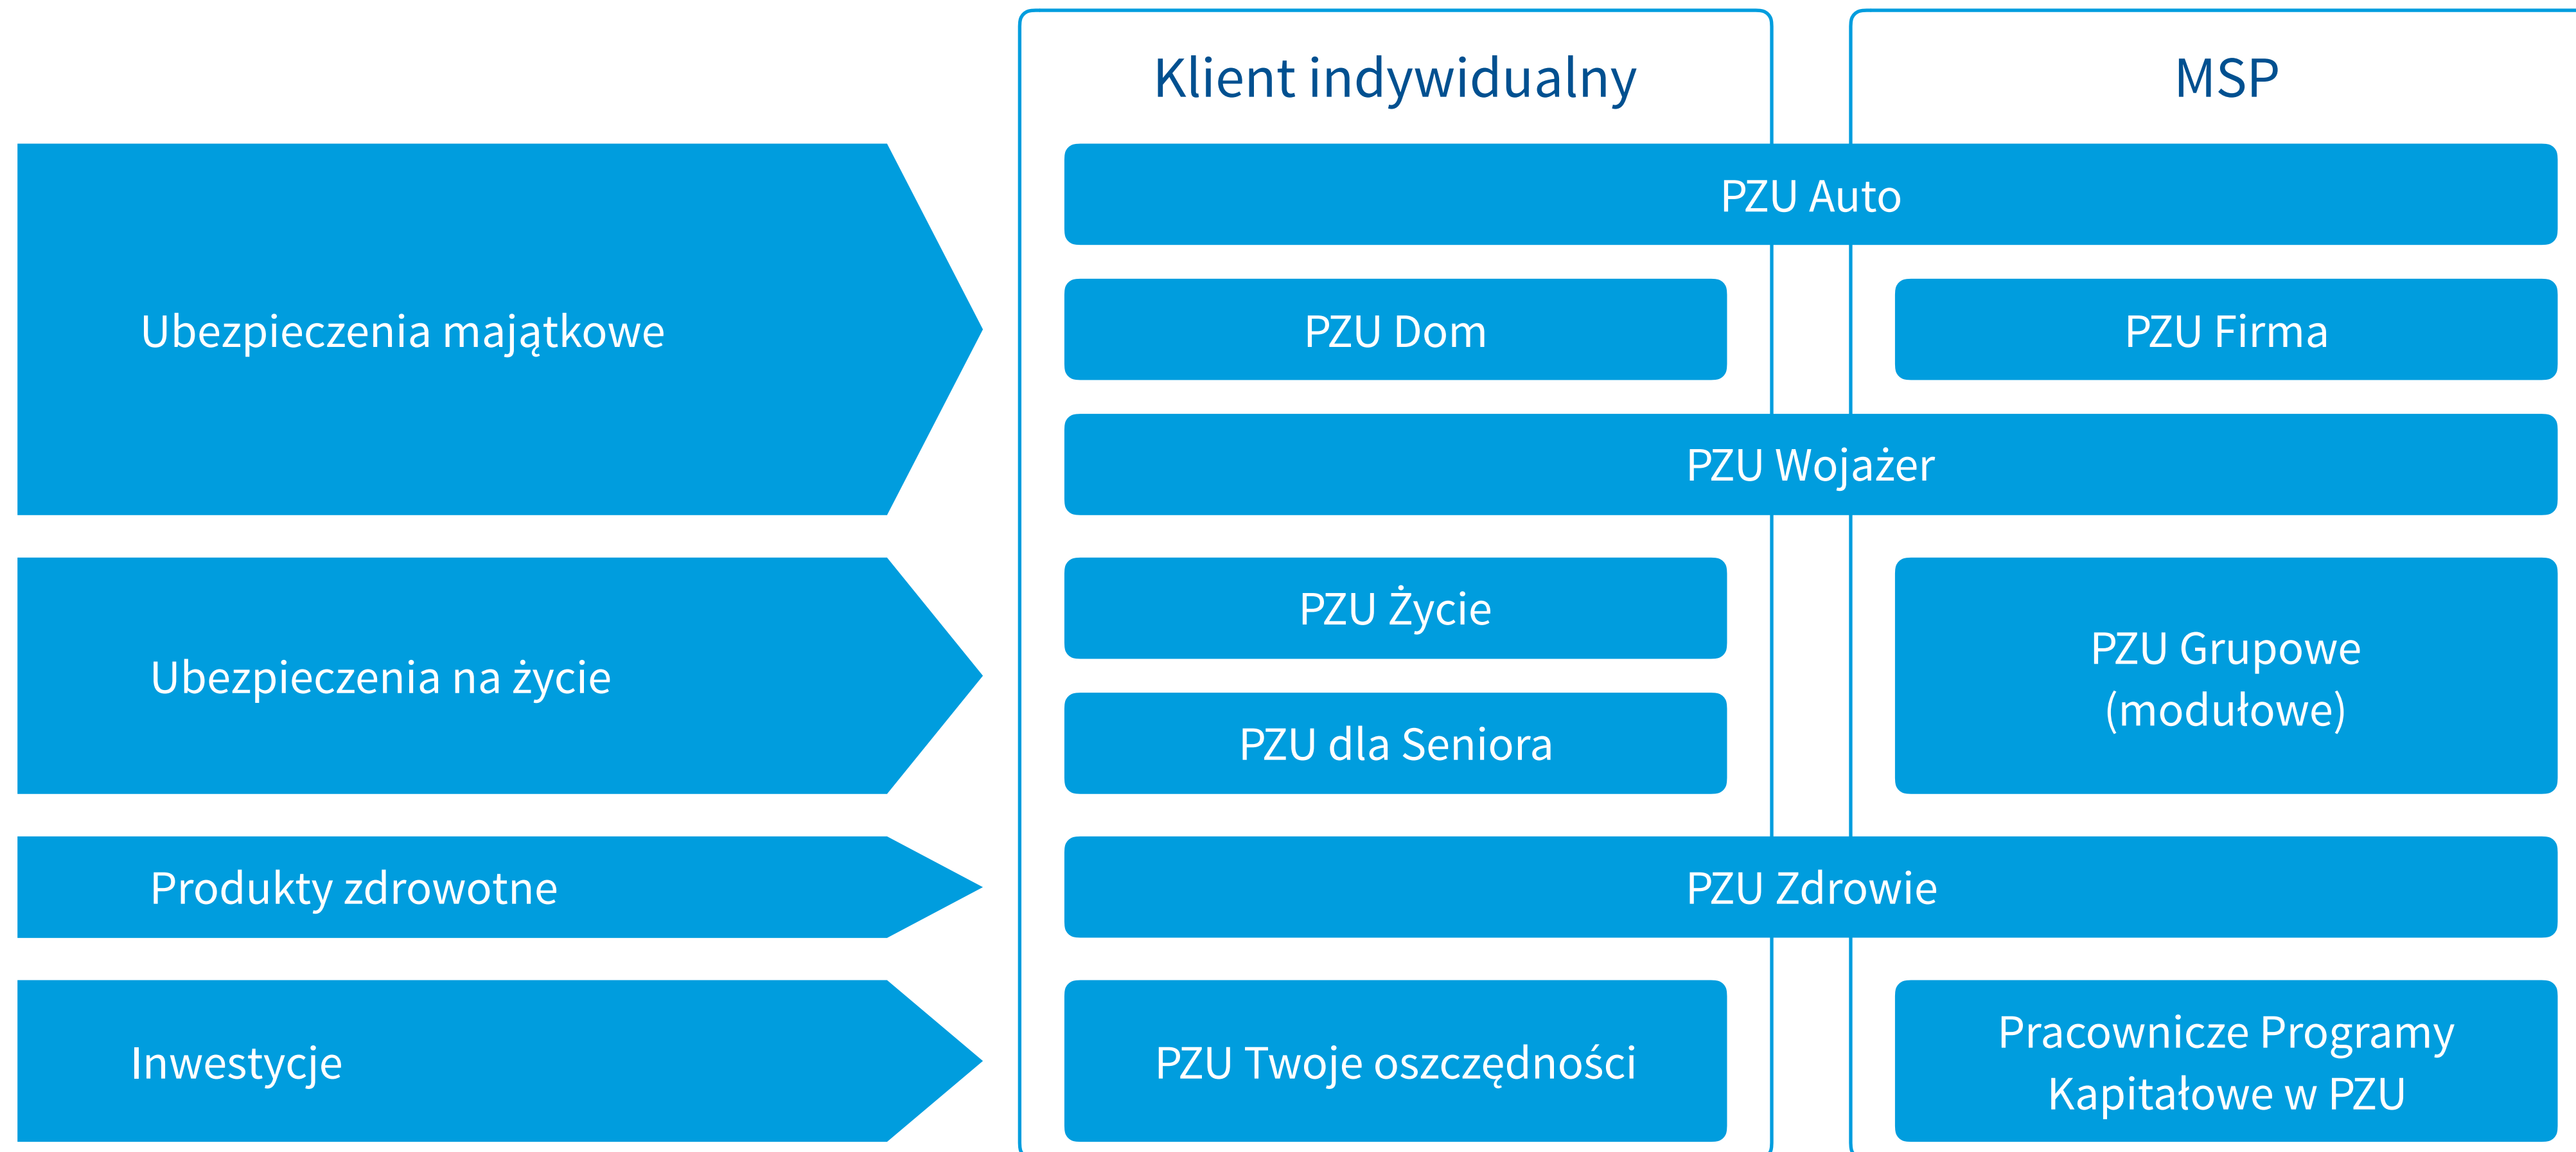 Klient indywidualny
MSP
Ubezpieczenia majątkowe
PZU Auto
PZU Dom
PZU Firma
PZU Wojażer
Ubezpieczenia na życie
PZU Życie
PZU dla Seniora
PZU Grupowe
(modułowe)
Produkty zdrowotne
PZU Zdrowie
Inwestycje
PZU Twoje oszczędności
Pracownicze Programy
Kapitałowe w PZU